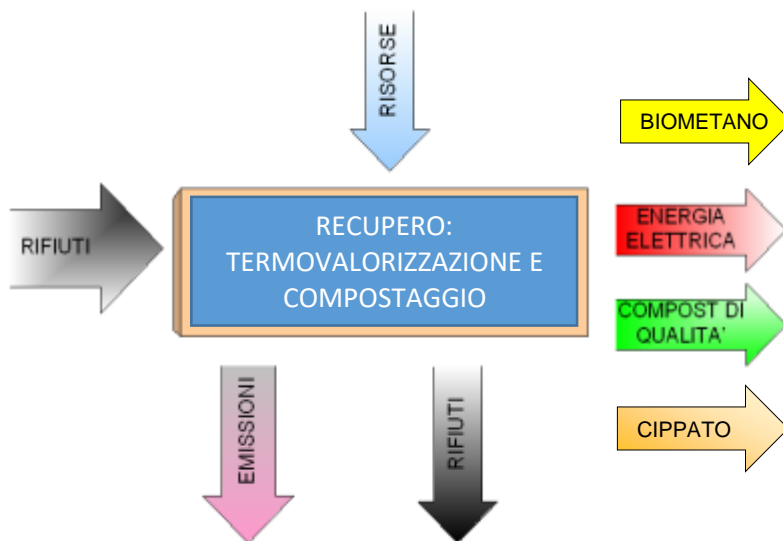 RISORSE
BIOMETANO
RIFIUTI
RECUPERO:
TERMOVALORIZZAZIONE E
COMPOSTAGGIO
ENERGIA
ELETTRICA
COMPOST DI
QUALITA'
CIPPATO
EMISSIONI
RIFIUTI